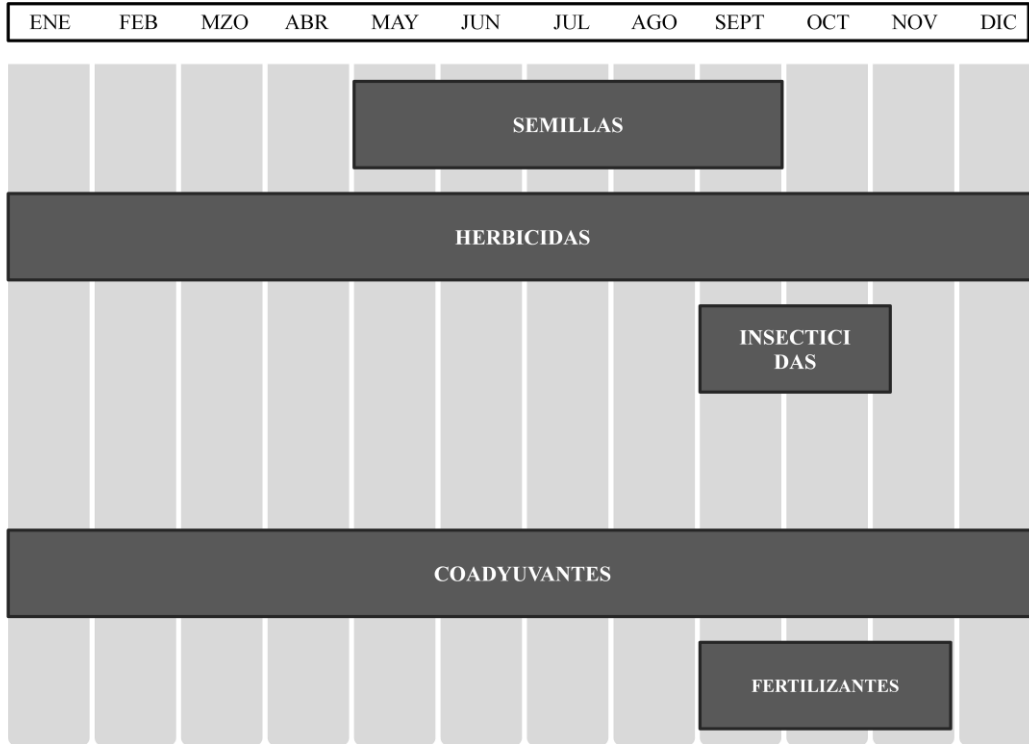 ENE FEB MZO ABR MAY JUN JUL AGO SEPT OCT NOV DIC
SEMILLAS
HERBICIDAS
INSECTICI
DAS
COADYUVANTES
FERTILIZANTES